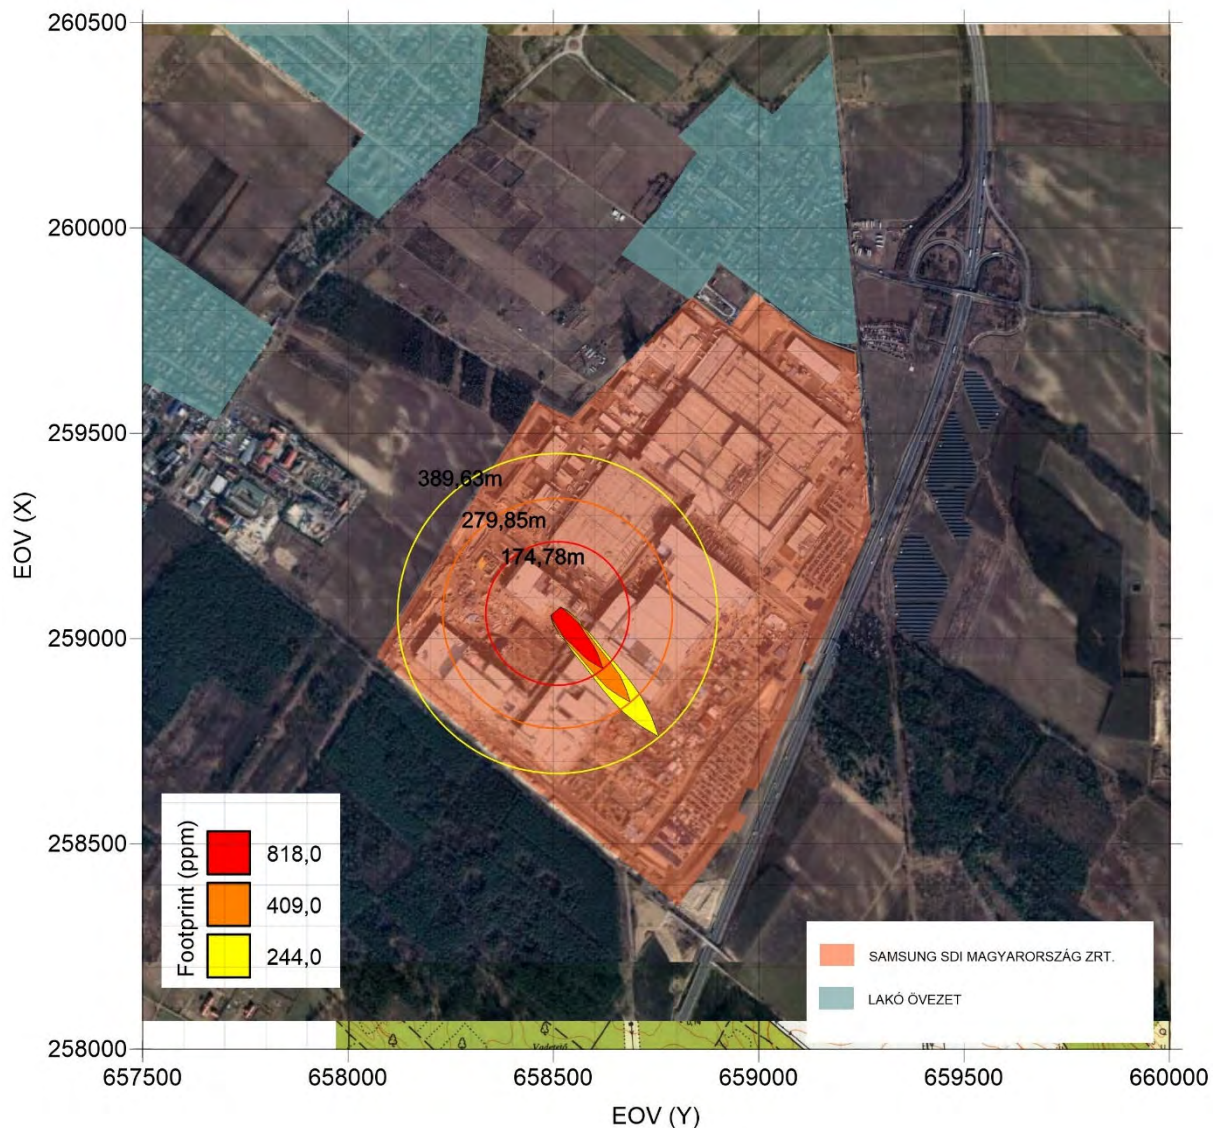 260500
260000
259500
259000
258500
258000
EOV (X)
389,63m
279,85m
174,78m
Footprint (ppm)
818,0
409,0
244,0
SAMSUNG SDI MAGYARORSZÁG ZRT.
LAKÓ ÖVEZET
657500
658000
658500
659000
659500
660000
EOV (Y)